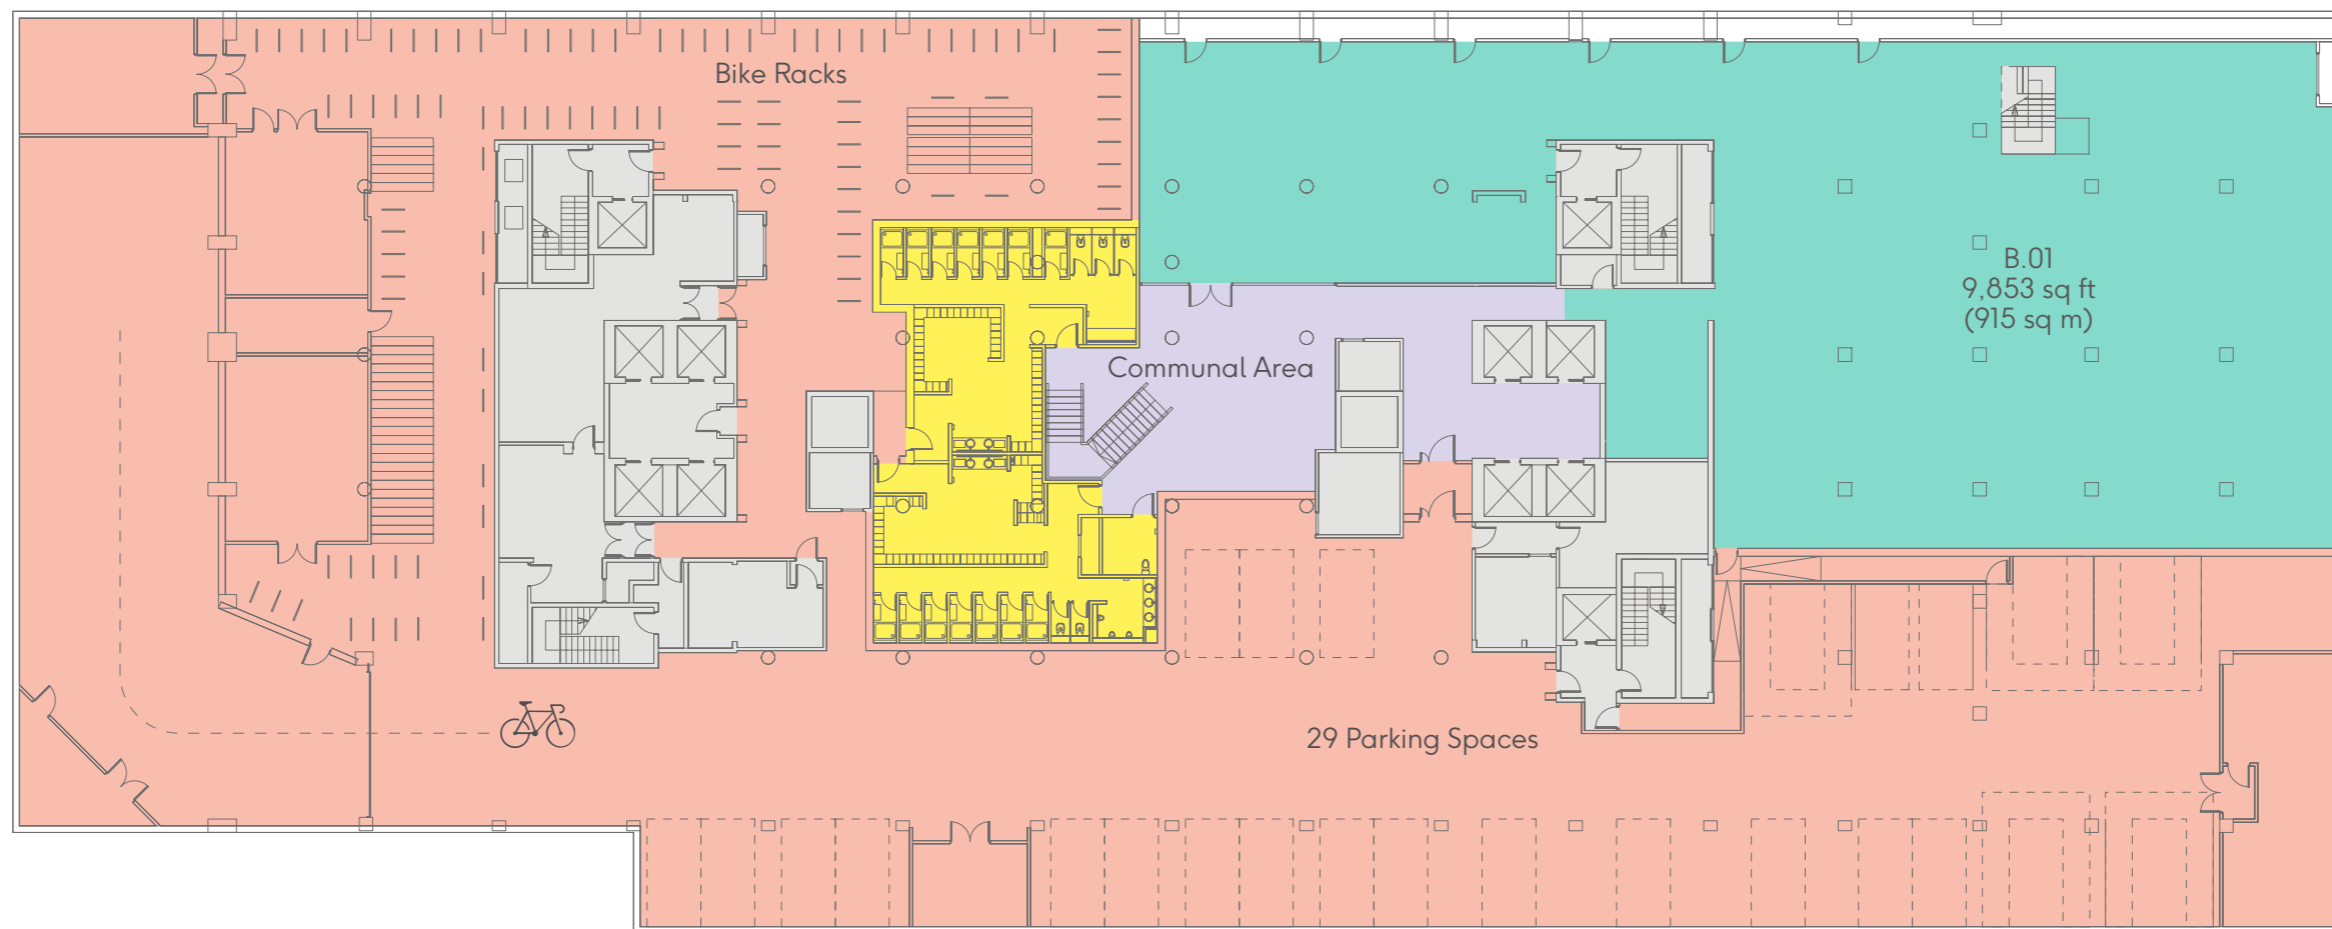 Bike Racks
B.01
9,853 sq ft
(915 sq m)
Communal Area
29 Parking Spaces